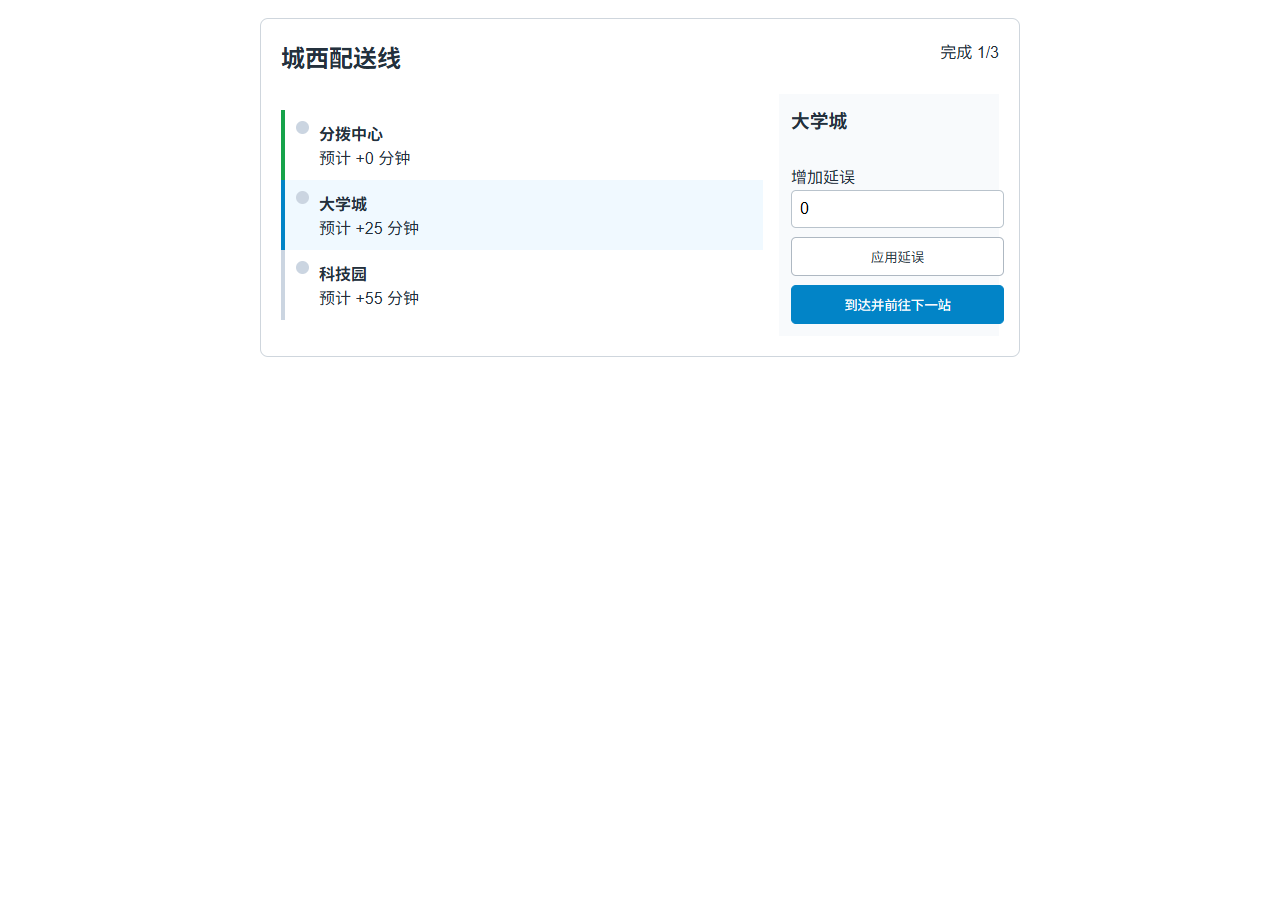 城西配送线
完成 1/3
分拨中心
预计 +0 分钟
大学城
预计 +25 分钟
科技园
预计 +55 分钟
大学城
增加延误
0
应用延误
到达并前往下一站